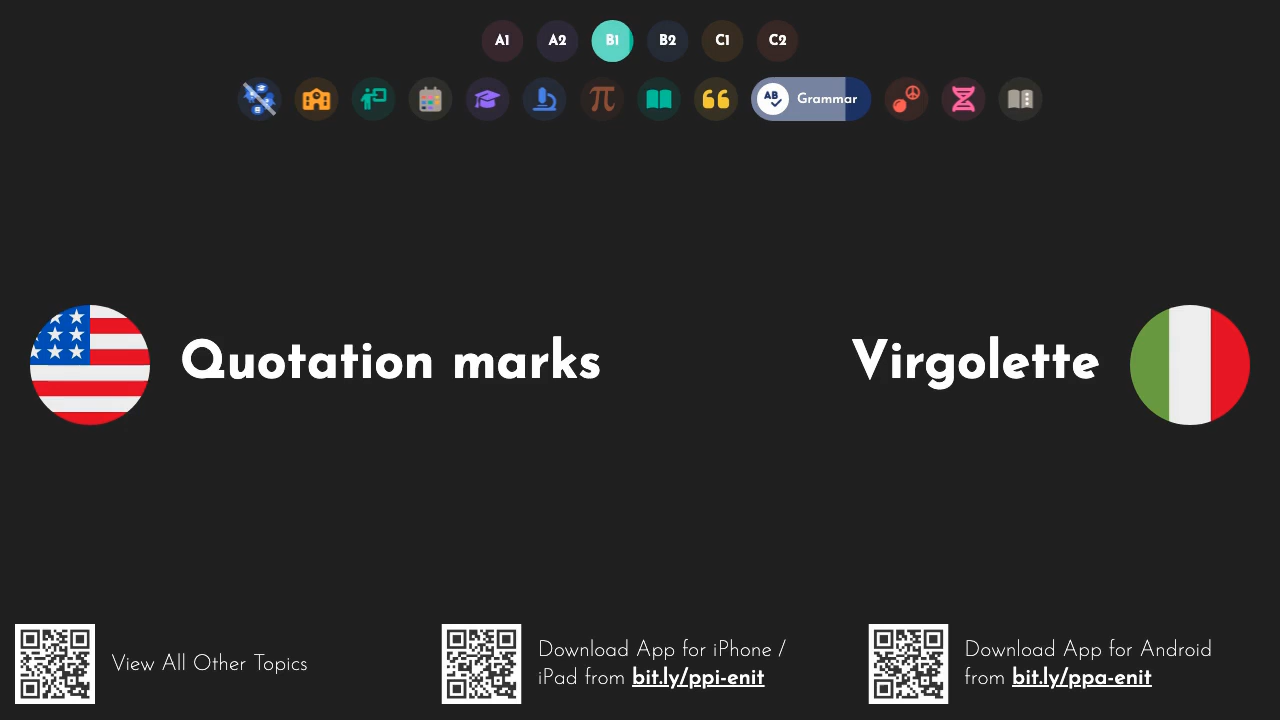 A1 A2 B1 B2 C1 C2
AB Grammar
Quotation marks
Virgolette
View All Other Topics
Download App for iPhone /
iPad from bit.ly/ppi-enit
Download App for Android
from bit.ly/ppa-enit